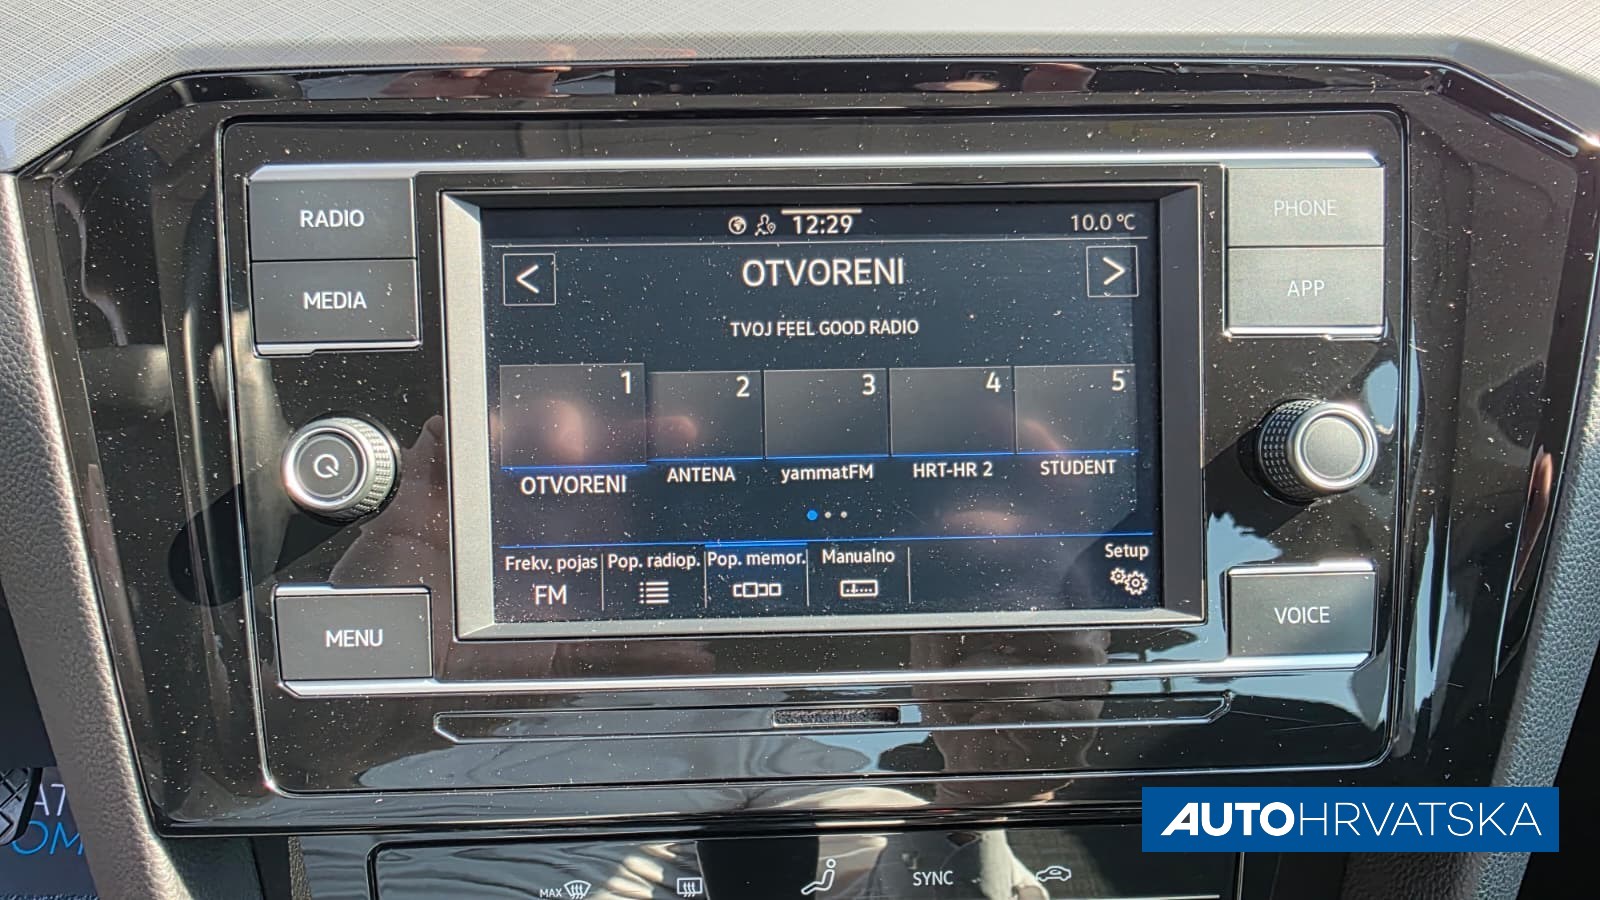 RADIO
MEDIA
MENU
PHONE
APP
VOICE
12:29
10.0 °C
<
OTVORENI
>
TVOJ FEEL GOOD RADIO
1
2
3
4
5
OTVORENI
ANTENA
yammatFM
HRT-HR 2
STUDENT
Frekv. pojas
Pop. radiop.
Pop. memor.
Manualno
Setup
FM
MAX
SYNC
AUTOHRVATSKA